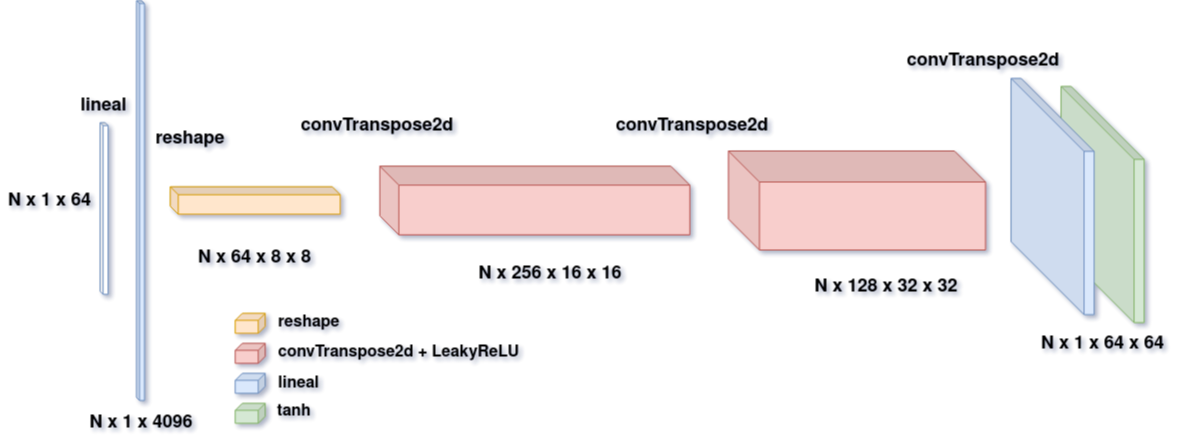 lineal
N x 1 x 64
N x 1 x 4096
reshape
N x 64 x 8 x 8
convTranspose2d
N x 256 x 16 x 16
convTranspose2d
N x 128 x 32 x 32
convTranspose2d
N x 1 x 64 x 64
reshape
convTranspose2d + LeakyReLU
lineal
tanh